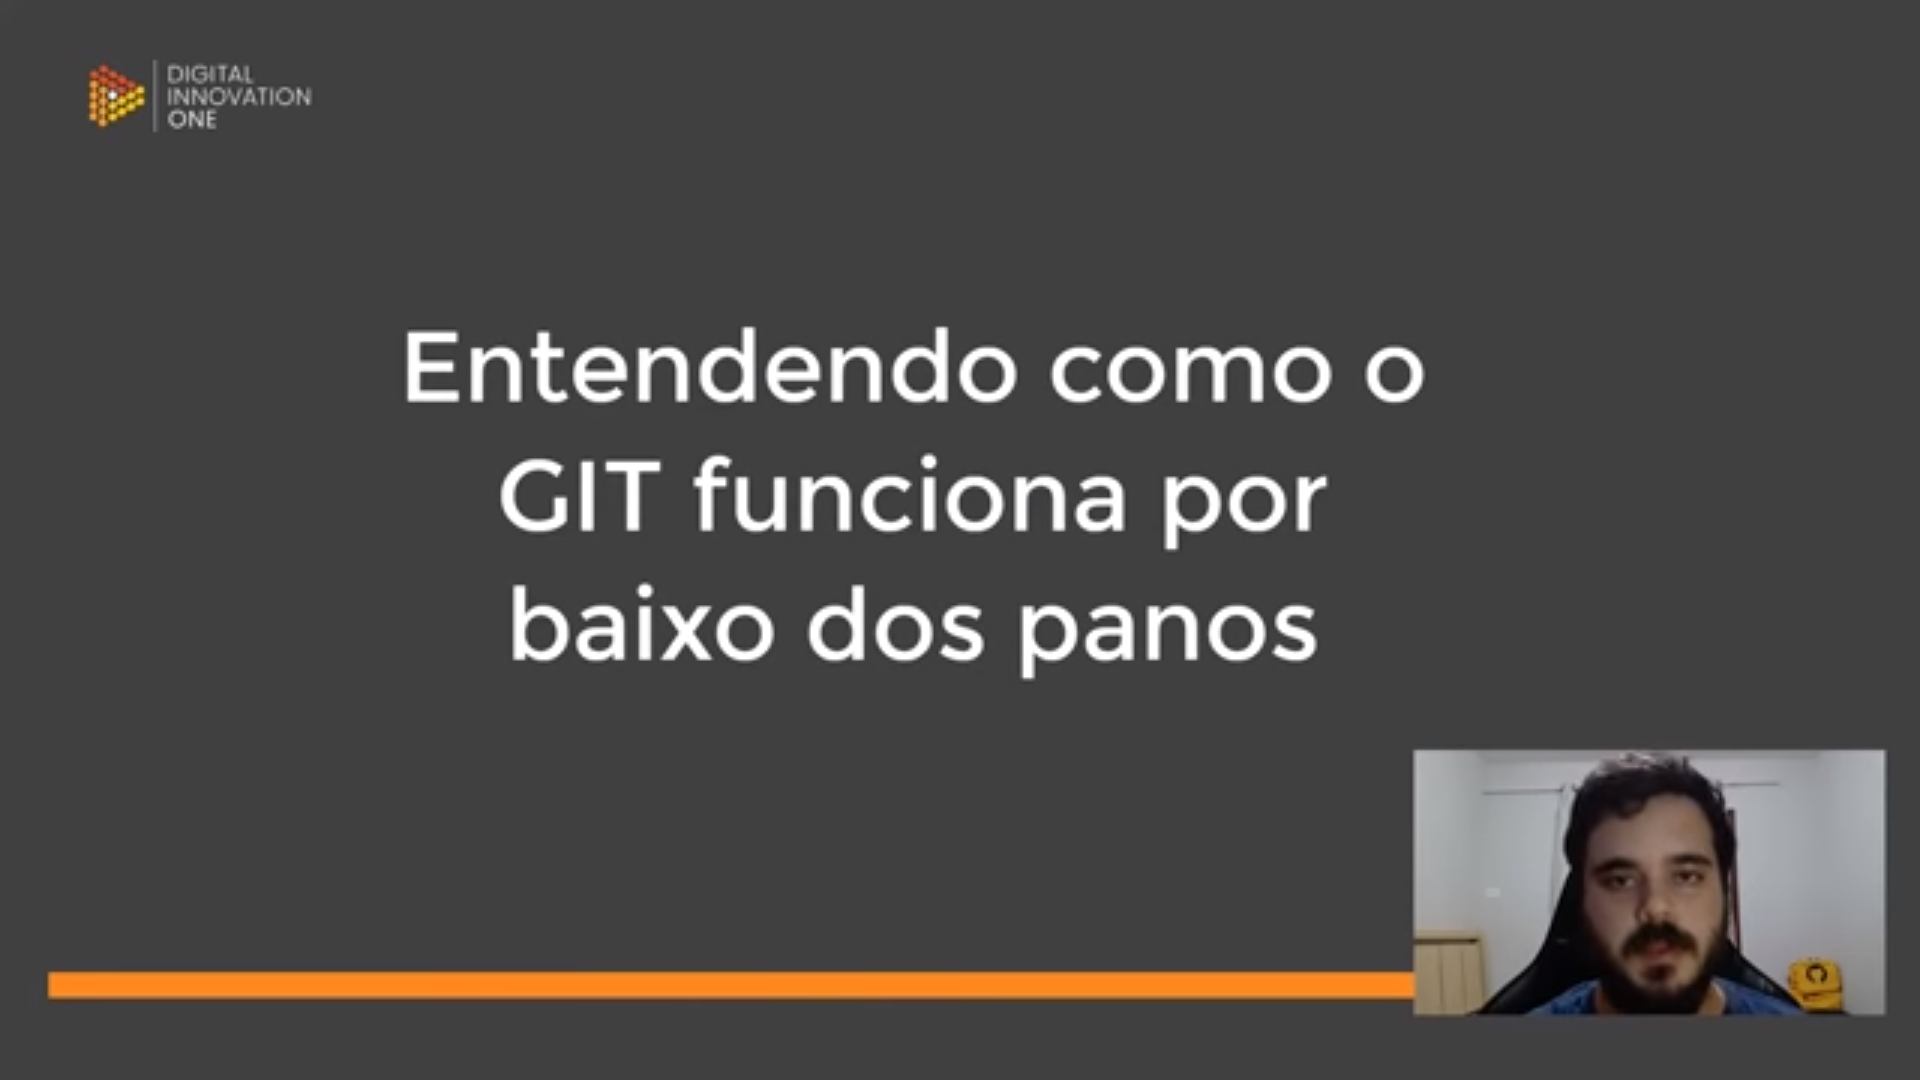 DIGITAL
INNOVATION
ONE
Entendendo como o
GIT funciona por
baixo dos panos